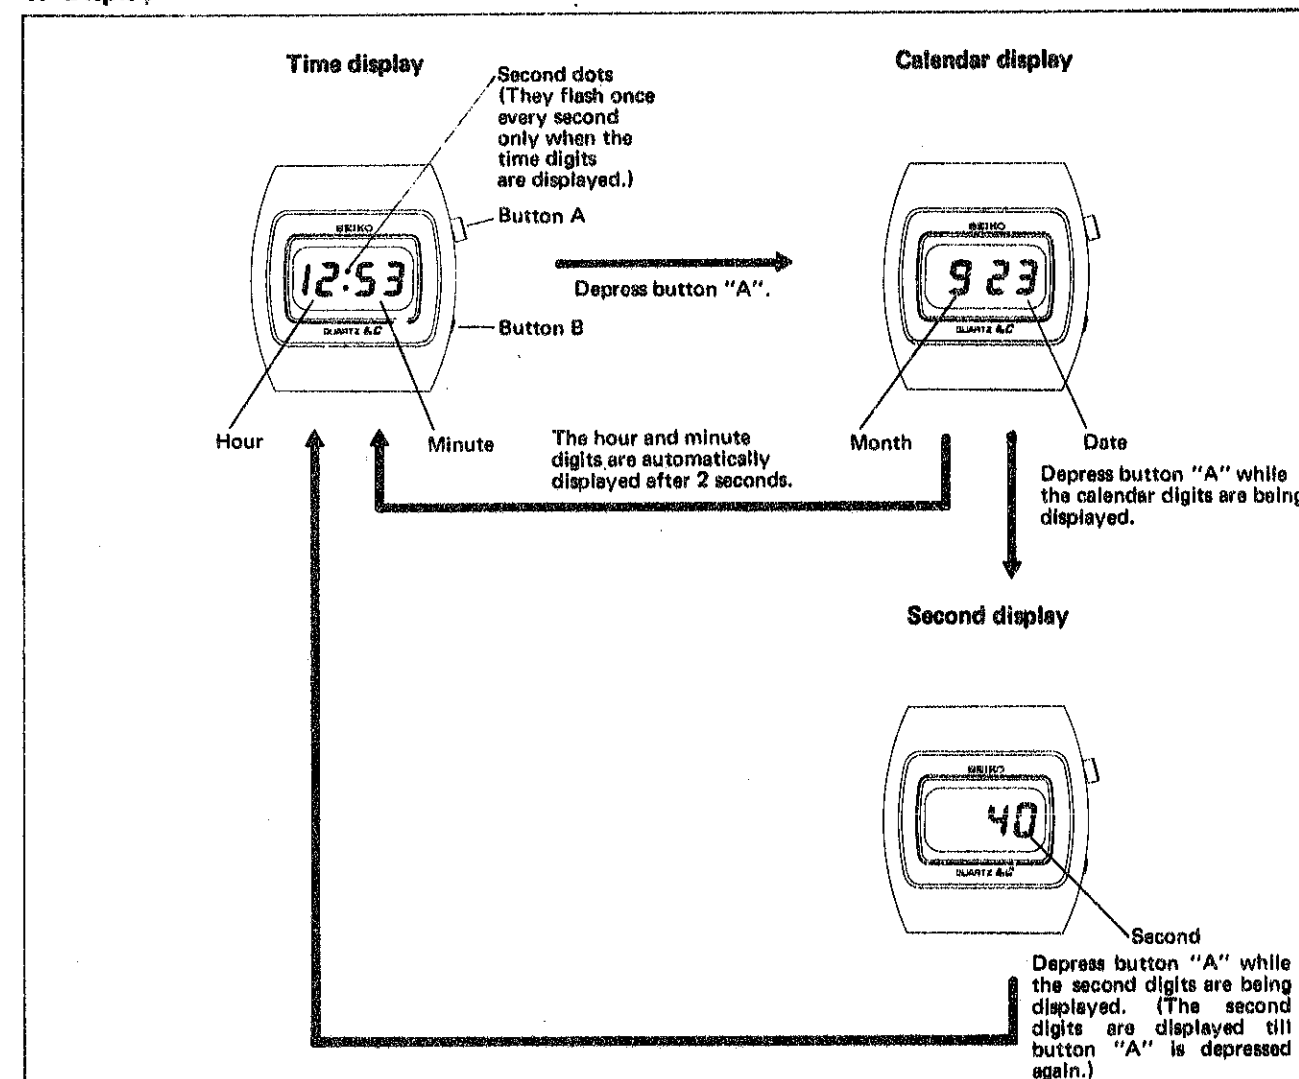 Time display
Second dots
(They flash once
every second
only when the
time digits
are displayed.)
Button A
SEIKO
12:53
QUARTZ
Button B
Hour
Minute
Depress button "A".
Calendar display
SEIKO
9 23
QUARTZ
Month
Date
The hour and minute
digits are automatically
displayed after 2 seconds.
Depress button "A" while
the calendar digits are being
displayed.
Second display
SEIKO
40
QUARTZ
Second
Depress button "A" while
the second digits are being
displayed. (The second
digits are displayed till
button "A" is depressed
again.)